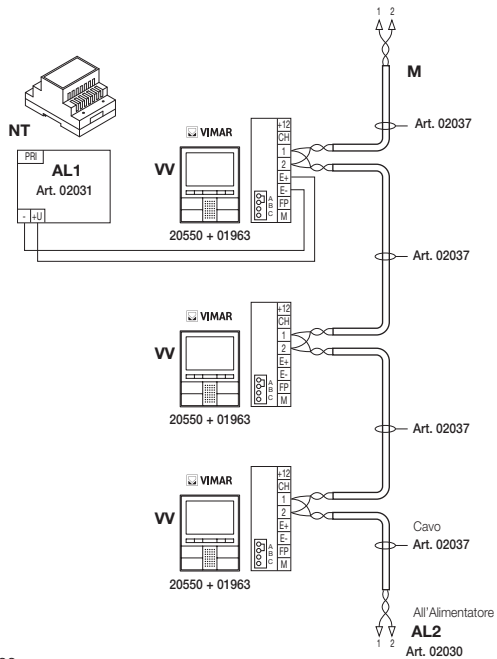 1 2
M
NT
Art. 02037
PRI
AL1
Art. 02031
- +U
VIMAR
VV
20550 + 01963
+12
CH
1
2
E+
E-
FP
M
A
B
C
Art. 02037
VIMAR
VV
20550 + 01963
+12
CH
1
2
E+
E-
FP
M
A
B
C
Art. 02037
VIMAR
VV
20550 + 01963
+12
CH
1
2
E+
E-
FP
M
A
B
C
Cavo
Art. 02037
All'Alimentatore
1 2
AL2
Art. 02030